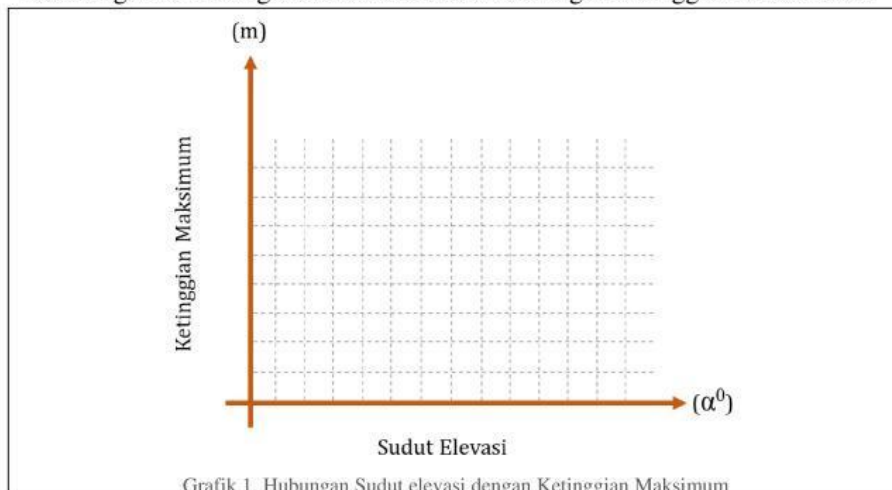 (m)
Ketinggian Maksimum
(α⁰)
Sudut Elevasi
Grafik 1. Hubungan Sudut elevasi dengan Ketinggian Maksimum